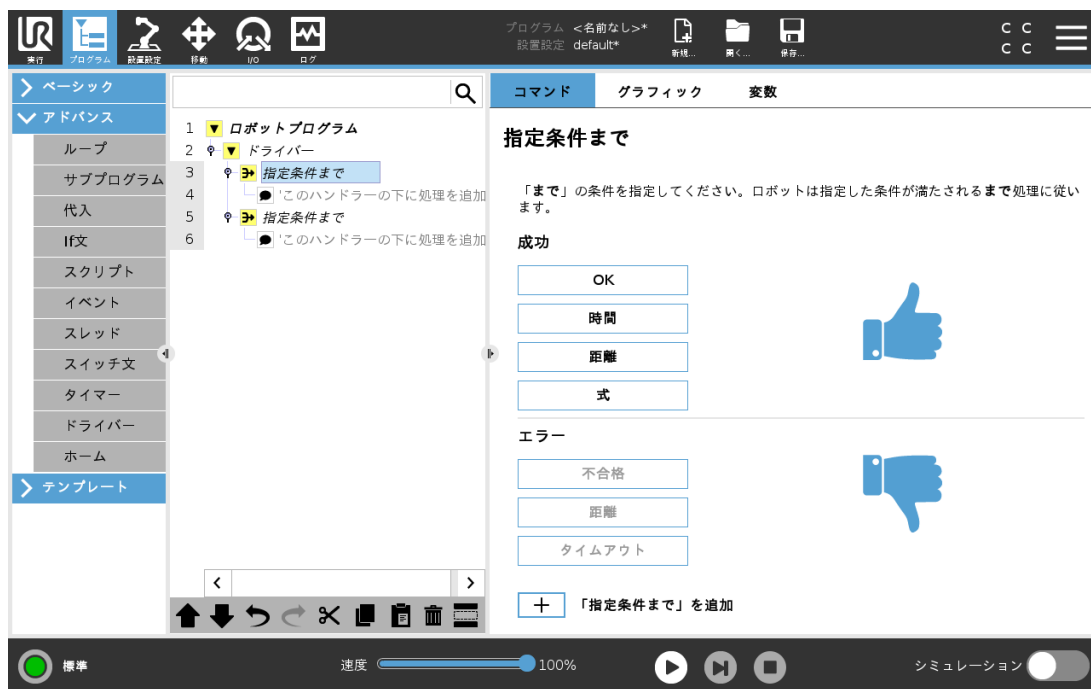 プログラム <名前なし>*
設置設定 default*
実行
プログラム
設置設定
移動
I/O
ログ
新規...
開く...
保存...
C C
C C
ベーシック
アドバンス
ループ
サブプログラム
代入
If文
スクリプト
イベント
スレッド
スイッチ文
タイマー
ドライバー
ホーム
テンプレート
1 ロボットプログラム
2 ドライバー
3 指定条件まで
4 'このハンドラーの下に処理を追加
5 指定条件まで
6 'このハンドラーの下に処理を追加
コマンド グラフィック 変数
指定条件まで
「まで」の条件を指定してください。ロボットは指定した条件が満たされるまで処理に従い
ます。
成功
OK
時間
距離
式
エラー
不合格
距離
タイムアウト
「指定条件まで」を追加
標準
速度
100%
シミュレーション